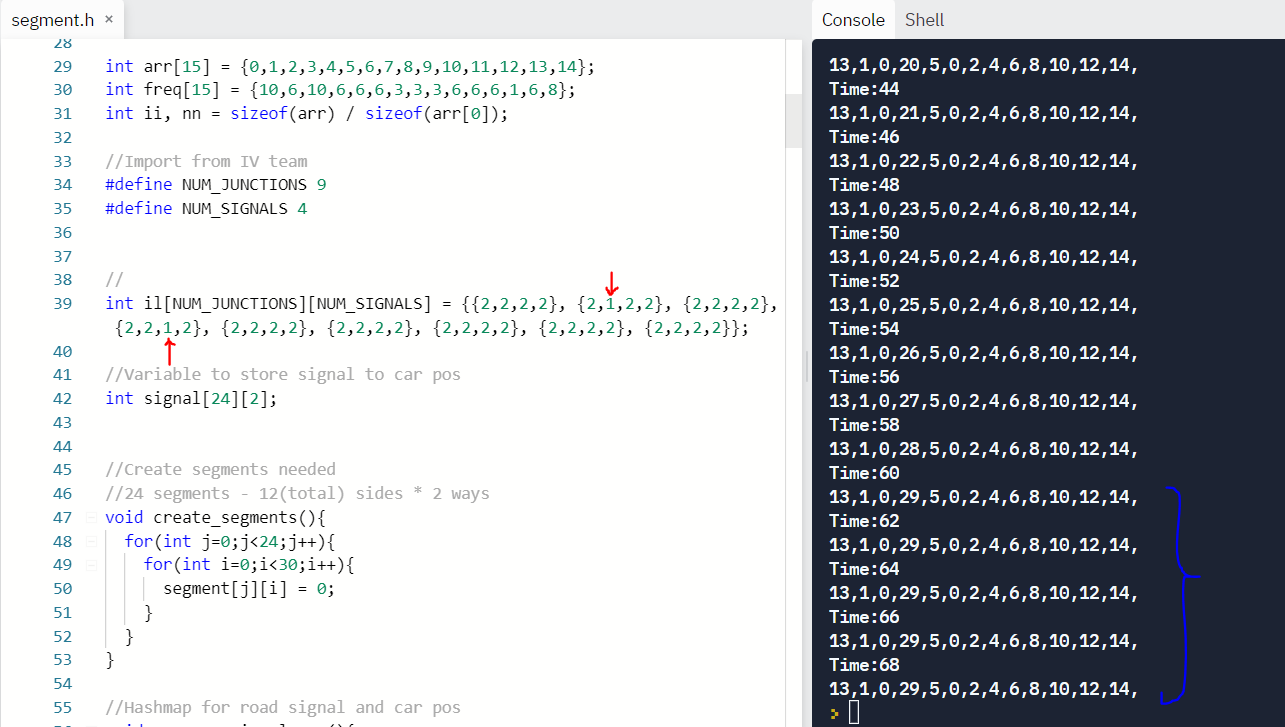 segment.h ×
28
29 int arr[15] = {0,1,2,3,4,5,6,7,8,9,10,11,12,13,14};
30 int freq[15] = {10,6,10,6,6,6,3,3,3,6,6,6,1,6,8};
31 int ii, nn = sizeof(arr) / sizeof(arr[0]);
32
33 //Import from IV team
34 #define NUM_JUNCTIONS 9
35 #define NUM_SIGNALS 4
36
37
38 //
39 int il[NUM_JUNCTIONS][NUM_SIGNALS] = {{2,2,2,2}, {2,1,2,2}, {2,2,2,2},
{2,2,1,2}, {2,2,2,2}, {2,2,2,2}, {2,2,2,2}, {2,2,2,2}, {2,2,2,2}};
40
41 //Variable to store signal to car pos
42 int signal[24][2];
43
44
45 //Create segments needed
46 //24 segments - 12(total) sides * 2 ways
47 void create_segments(){
48 for(int j=0;j<24;j++){
49 for(int i=0;i<30;i++){
50 segment[j][i] = 0;
51 }
52 }
53 }
54
55 //Hashmap for road signal and car pos
Console Shell
13,1,0,20,5,0,2,4,6,8,10,12,14,
Time:44
13,1,0,21,5,0,2,4,6,8,10,12,14,
Time:46
13,1,0,22,5,0,2,4,6,8,10,12,14,
Time:48
13,1,0,23,5,0,2,4,6,8,10,12,14,
Time:50
13,1,0,24,5,0,2,4,6,8,10,12,14,
Time:52
13,1,0,25,5,0,2,4,6,8,10,12,14,
Time:54
13,1,0,26,5,0,2,4,6,8,10,12,14,
Time:56
13,1,0,27,5,0,2,4,6,8,10,12,14,
Time:58
13,1,0,28,5,0,2,4,6,8,10,12,14,
Time:60
13,1,0,29,5,0,2,4,6,8,10,12,14,
Time:62
13,1,0,29,5,0,2,4,6,8,10,12,14,
Time:64
13,1,0,29,5,0,2,4,6,8,10,12,14,
Time:66
13,1,0,29,5,0,2,4,6,8,10,12,14,
Time:68
13,1,0,29,5,0,2,4,6,8,10,12,14,
>